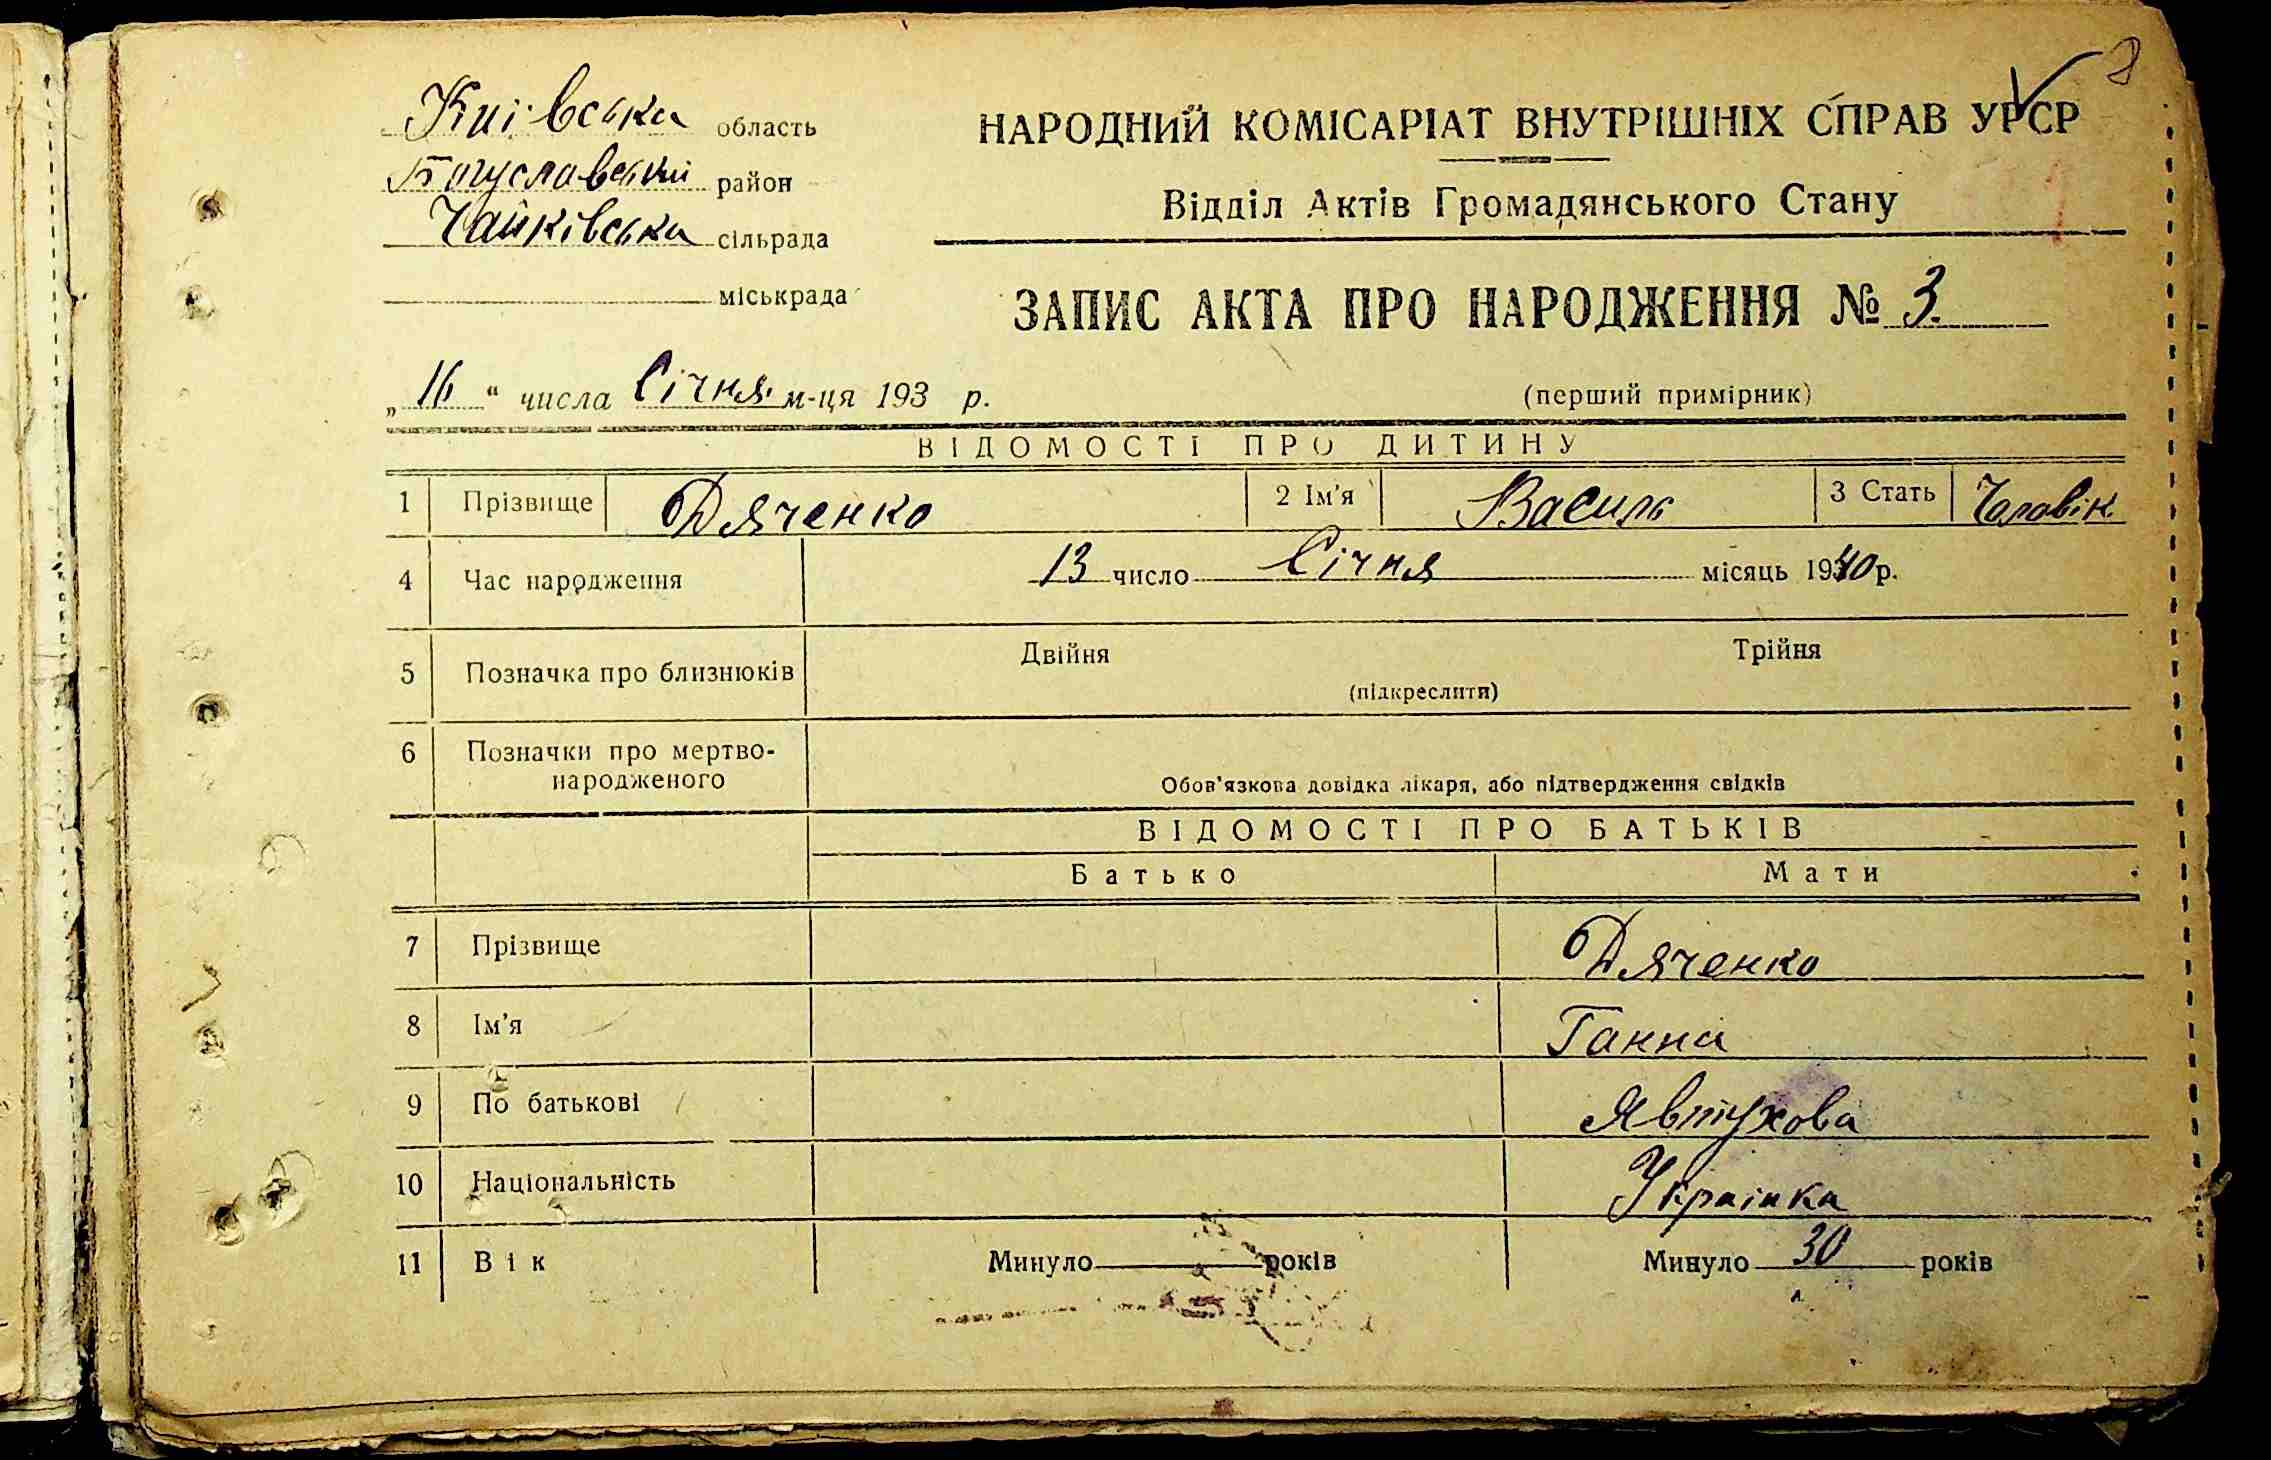 Київська область
Богуславський район
Чайківська сільрада
міськрада
НАРОДНИЙ КОМІСАРІАТ ВНУТРІШНІХ СПРАВ УРСР
Відділ Актів Громадянського Стану
ЗАПИС АКТА ПРО НАРОДЖЕННЯ № 3.
„16“ числа Січня м-ця 193 р.
(перший примірник)
ВІДОМОСТІ ПРО ДИТИНУ
1 Прізвище Дяченко 2 Ім'я Василь 3 Стать Чоловік
4 Час народження 13 число Січня місяць 1940 р.
5 Позначка про близнюків Двійня Трійня
(підкреслити)
6 Позначки про мертво-
народженого
Обов'язкова довідка лікаря, або підтвердження свідків
ВІДОМОСТІ ПРО БАТЬКІВ
Батько Мати
7 Прізвище Дяченко
8 Ім'я Ганна
9 По батькові Явтухова
10 Національність Українка
11 Вік Минуло років Минуло 30 років